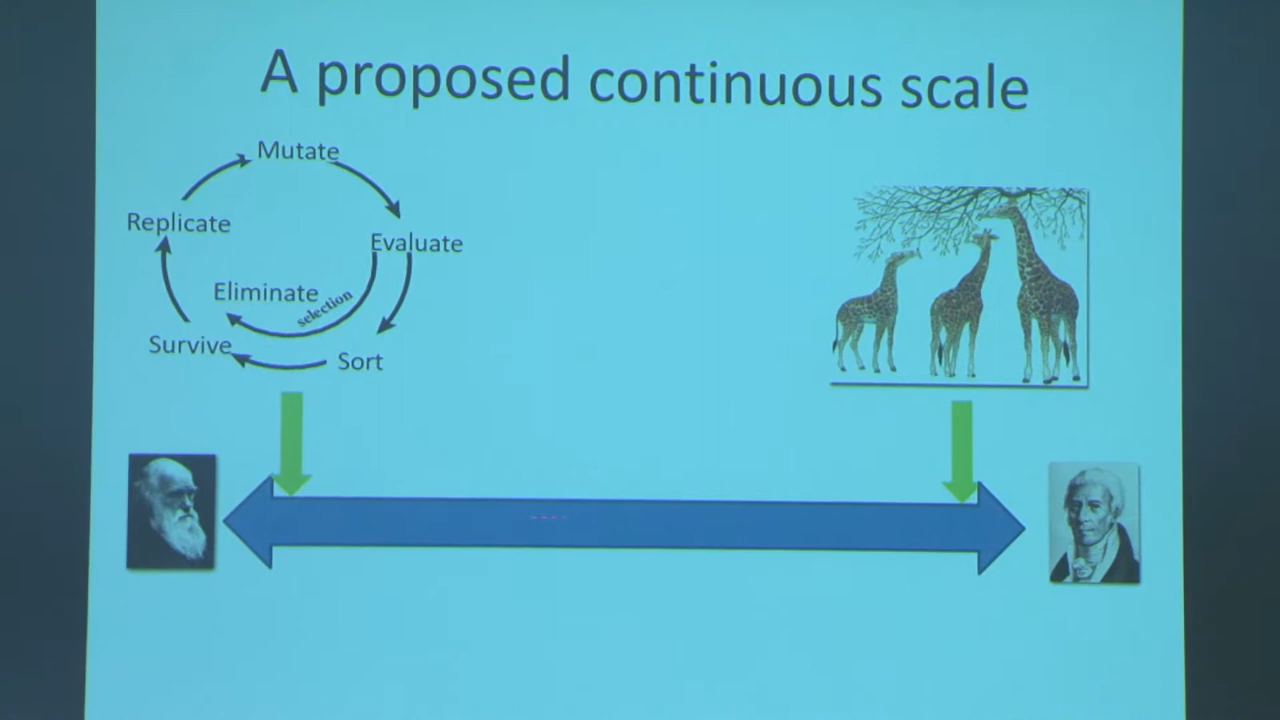 A proposed continuous scale
Mutate
Replicate
Evaluate
Eliminate
selection
Survive
Sort